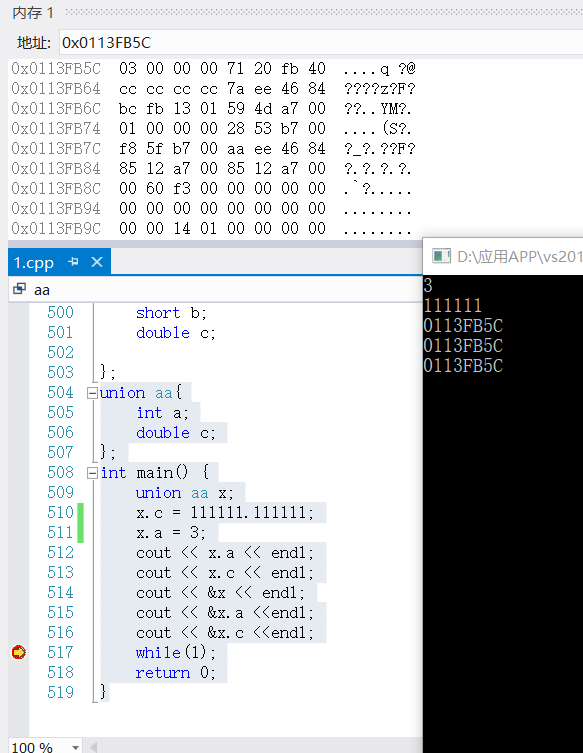 内存 1
地址: 0x0113FB5C
0x0113FB5C 03 00 00 00 71 20 fb 40 ....q ?@
0x0113FB64 cc cc cc cc 7a ee 46 84 ????z?F?
0x0113FB6C bc fb 13 01 59 4d a7 00 ??..YM?.
0x0113FB74 01 00 00 00 28 53 b7 00 ....(S?.
0x0113FB7C f8 5f b7 00 aa ee 46 84 ?_?.??F?
0x0113FB84 85 12 a7 00 85 12 a7 00 ?.?.?.?.
0x0113FB8C 00 60 f3 00 00 00 00 00 .`?.....
0x0113FB94 00 00 00 00 00 00 00 00 ........
0x0113FB9C 00 00 14 01 00 00 00 00 ........
1.cpp
aa
500 short b;
501 double c;
502
503 };
504 union aa{
505 int a;
506 double c;
507 };
508 int main() {
509 union aa x;
510 x.c = 111111.111111;
511 x.a = 3;
512 cout << x.a << endl;
513 cout << x.c << endl;
514 cout << &x << endl;
515 cout << &x.a <<endl;
516 cout << &x.c <<endl;
517 while(1);
518 return 0;
519 }
100 %
D:\应用APP\vs201
3
111111
0113FB5C
0113FB5C
0113FB5C